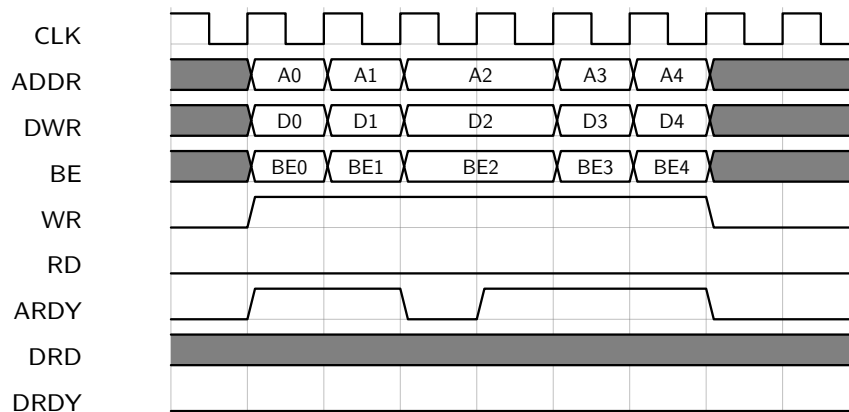 CLK
ADDR A0 A1 A2 A3 A4
DWR D0 D1 D2 D3 D4
BE BE0 BE1 BE2 BE3 BE4
WR
RD
ARDY
DRD
DRDY